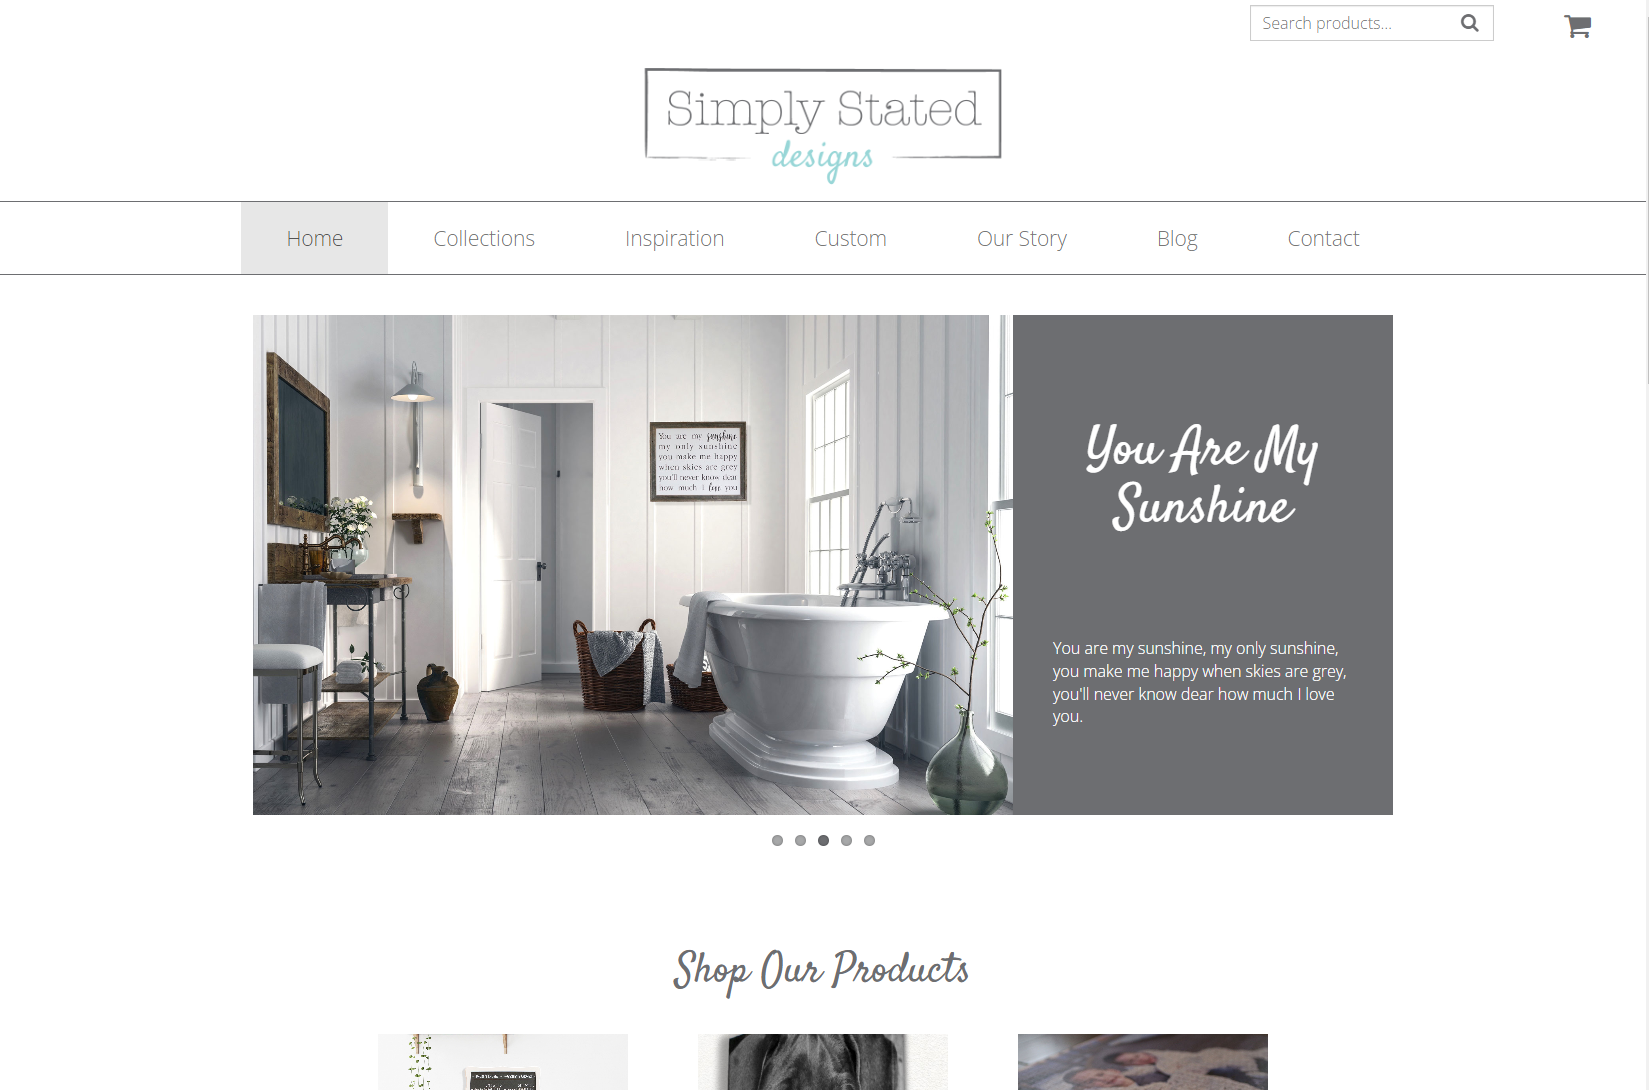 Search products...
Simply Stated
designs
Home
Collections
Inspiration
Custom
Our Story
Blog
Contact
You are my sunshine
my only sunshine
you make me happy
when skies are grey
you'll never know dear
how much I love you
You Are My
Sunshine
You are my sunshine, my only sunshine,
you make me happy when skies are grey,
you'll never know dear how much I love
you.
Shop Our Products